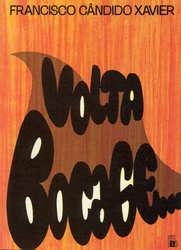 FRANCISCO CÂNDIDO XAVIER
VOLTA
BOCAGE...